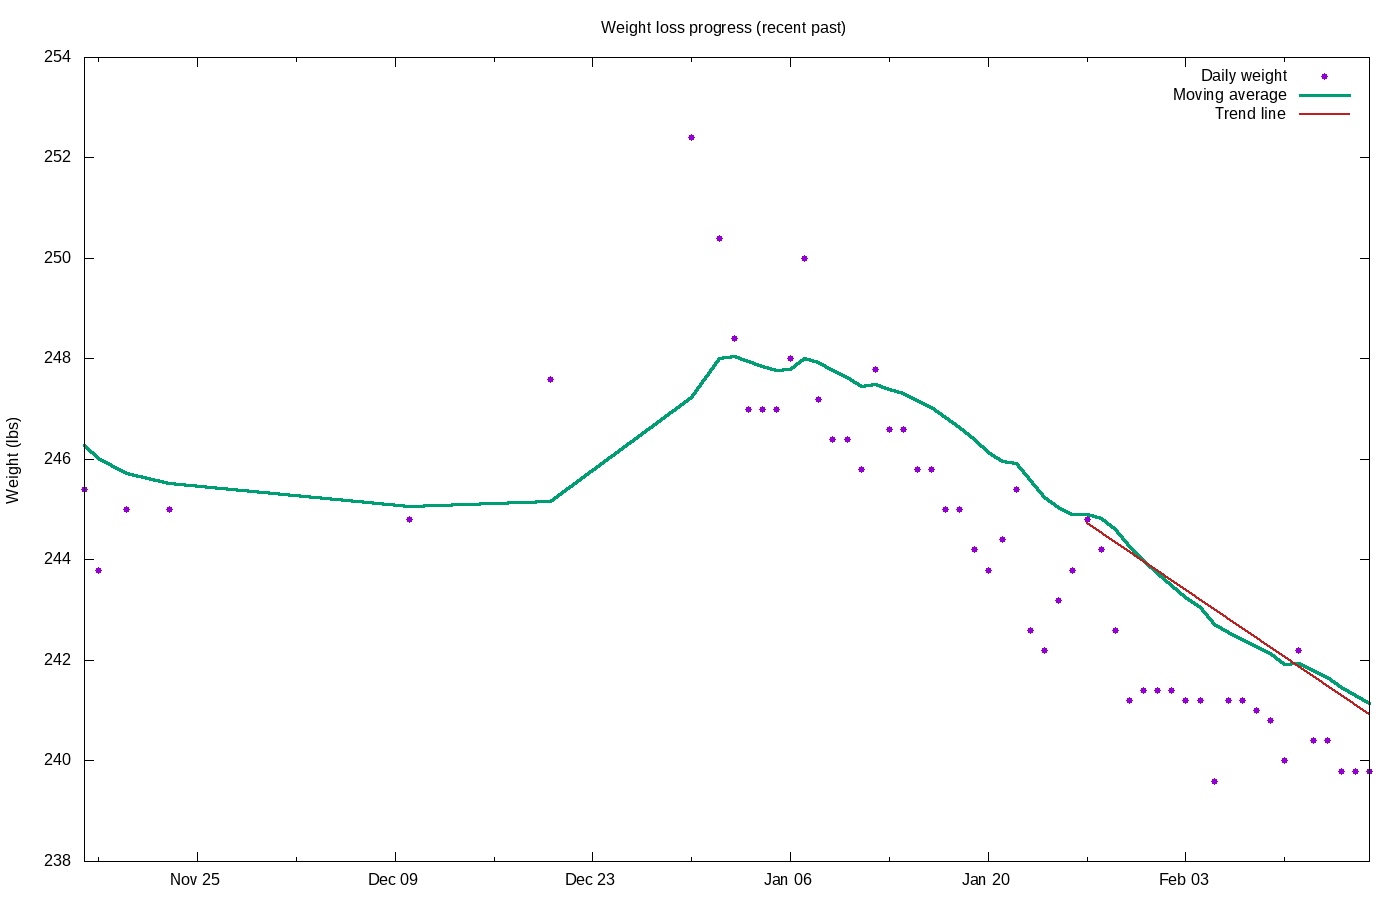 Weight loss progress (recent past)
254
252
250
248
246
244
242
240
238
Weight (lbs)
Nov 25
Dec 09
Dec 23
Jan 06
Jan 20
Feb 03
Daily weight
Moving average
Trend line